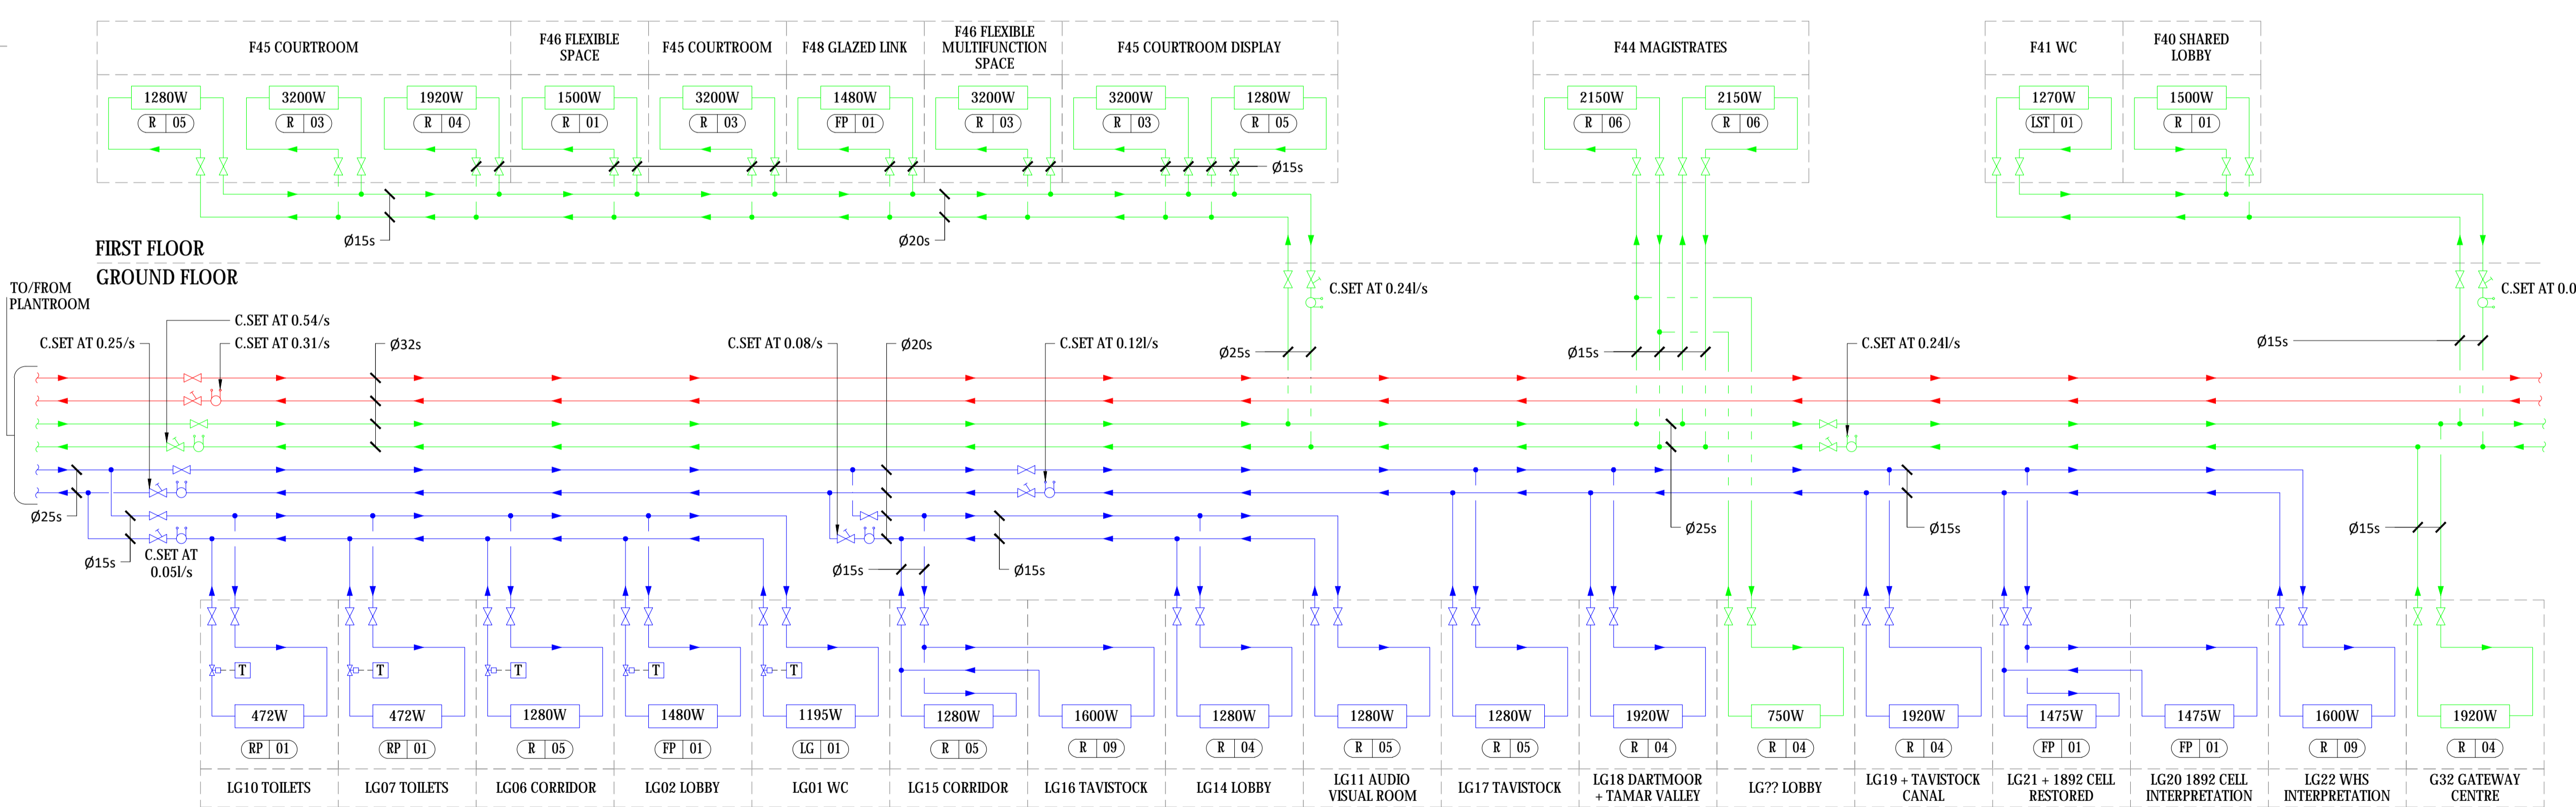 F45 COURTROOM
F46 FLEXIBLE
SPACE
F45 COURTROOM
F48 GLAZED LINK
F46 FLEXIBLE
MULTIFUNCTION
SPACE
F45 COURTROOM DISPLAY
F44 MAGISTRATES
F41 WC
F40 SHARED
LOBBY
1280W
3200W
1920W
1500W
3200W
1480W
3200W
3200W
1280W
2150W
2150W
1270W
1500W
R 05
R 03
R 04
R 01
R 03
FP 01
R 03
R 03
R 05
R 06
R 06
LST 01
R 01
Ø15s
Ø15s
Ø20s
FIRST FLOOR
GROUND FLOOR
TO/FROM
PLANTROOM
C.SET AT 0.24l/s
C.SET AT 0.0
C.SET AT 0.54/s
C.SET AT 0.25/s
C.SET AT 0.31/s
Ø32s
C.SET AT 0.08/s
Ø20s
C.SET AT 0.12l/s
Ø25s
Ø15s
C.SET AT 0.24l/s
Ø15s
Ø25s
Ø15s
C.SET AT
0.05l/s
Ø15s
Ø15s
Ø25s
Ø15s
Ø15s
T
T
T
T
T
472W
472W
1280W
1480W
1195W
1280W
1600W
1280W
1280W
1280W
1920W
750W
1920W
1475W
1475W
1600W
1920W
RP 01
RP 01
R 05
FP 01
LG 01
R 05
R 09
R 04
R 05
R 05
R 04
R 04
R 04
FP 01
FP 01
R 09
R 04
LG10 TOILETS
LG07 TOILETS
LG06 CORRIDOR
LG02 LOBBY
LG01 WC
LG15 CORRIDOR
LG16 TAVISTOCK
LG14 LOBBY
LG11 AUDIO
VISUAL ROOM
LG17 TAVISTOCK
LG18 DARTMOOR
+ TAMAR VALLEY
LG?? LOBBY
LG19 + TAVISTOCK
CANAL
LG21 + 1892 CELL
RESTORED
LG20 1892 CELL
INTERPRETATION
LG22 WHS
INTERPRETATION
G32 GATEWAY
CENTRE